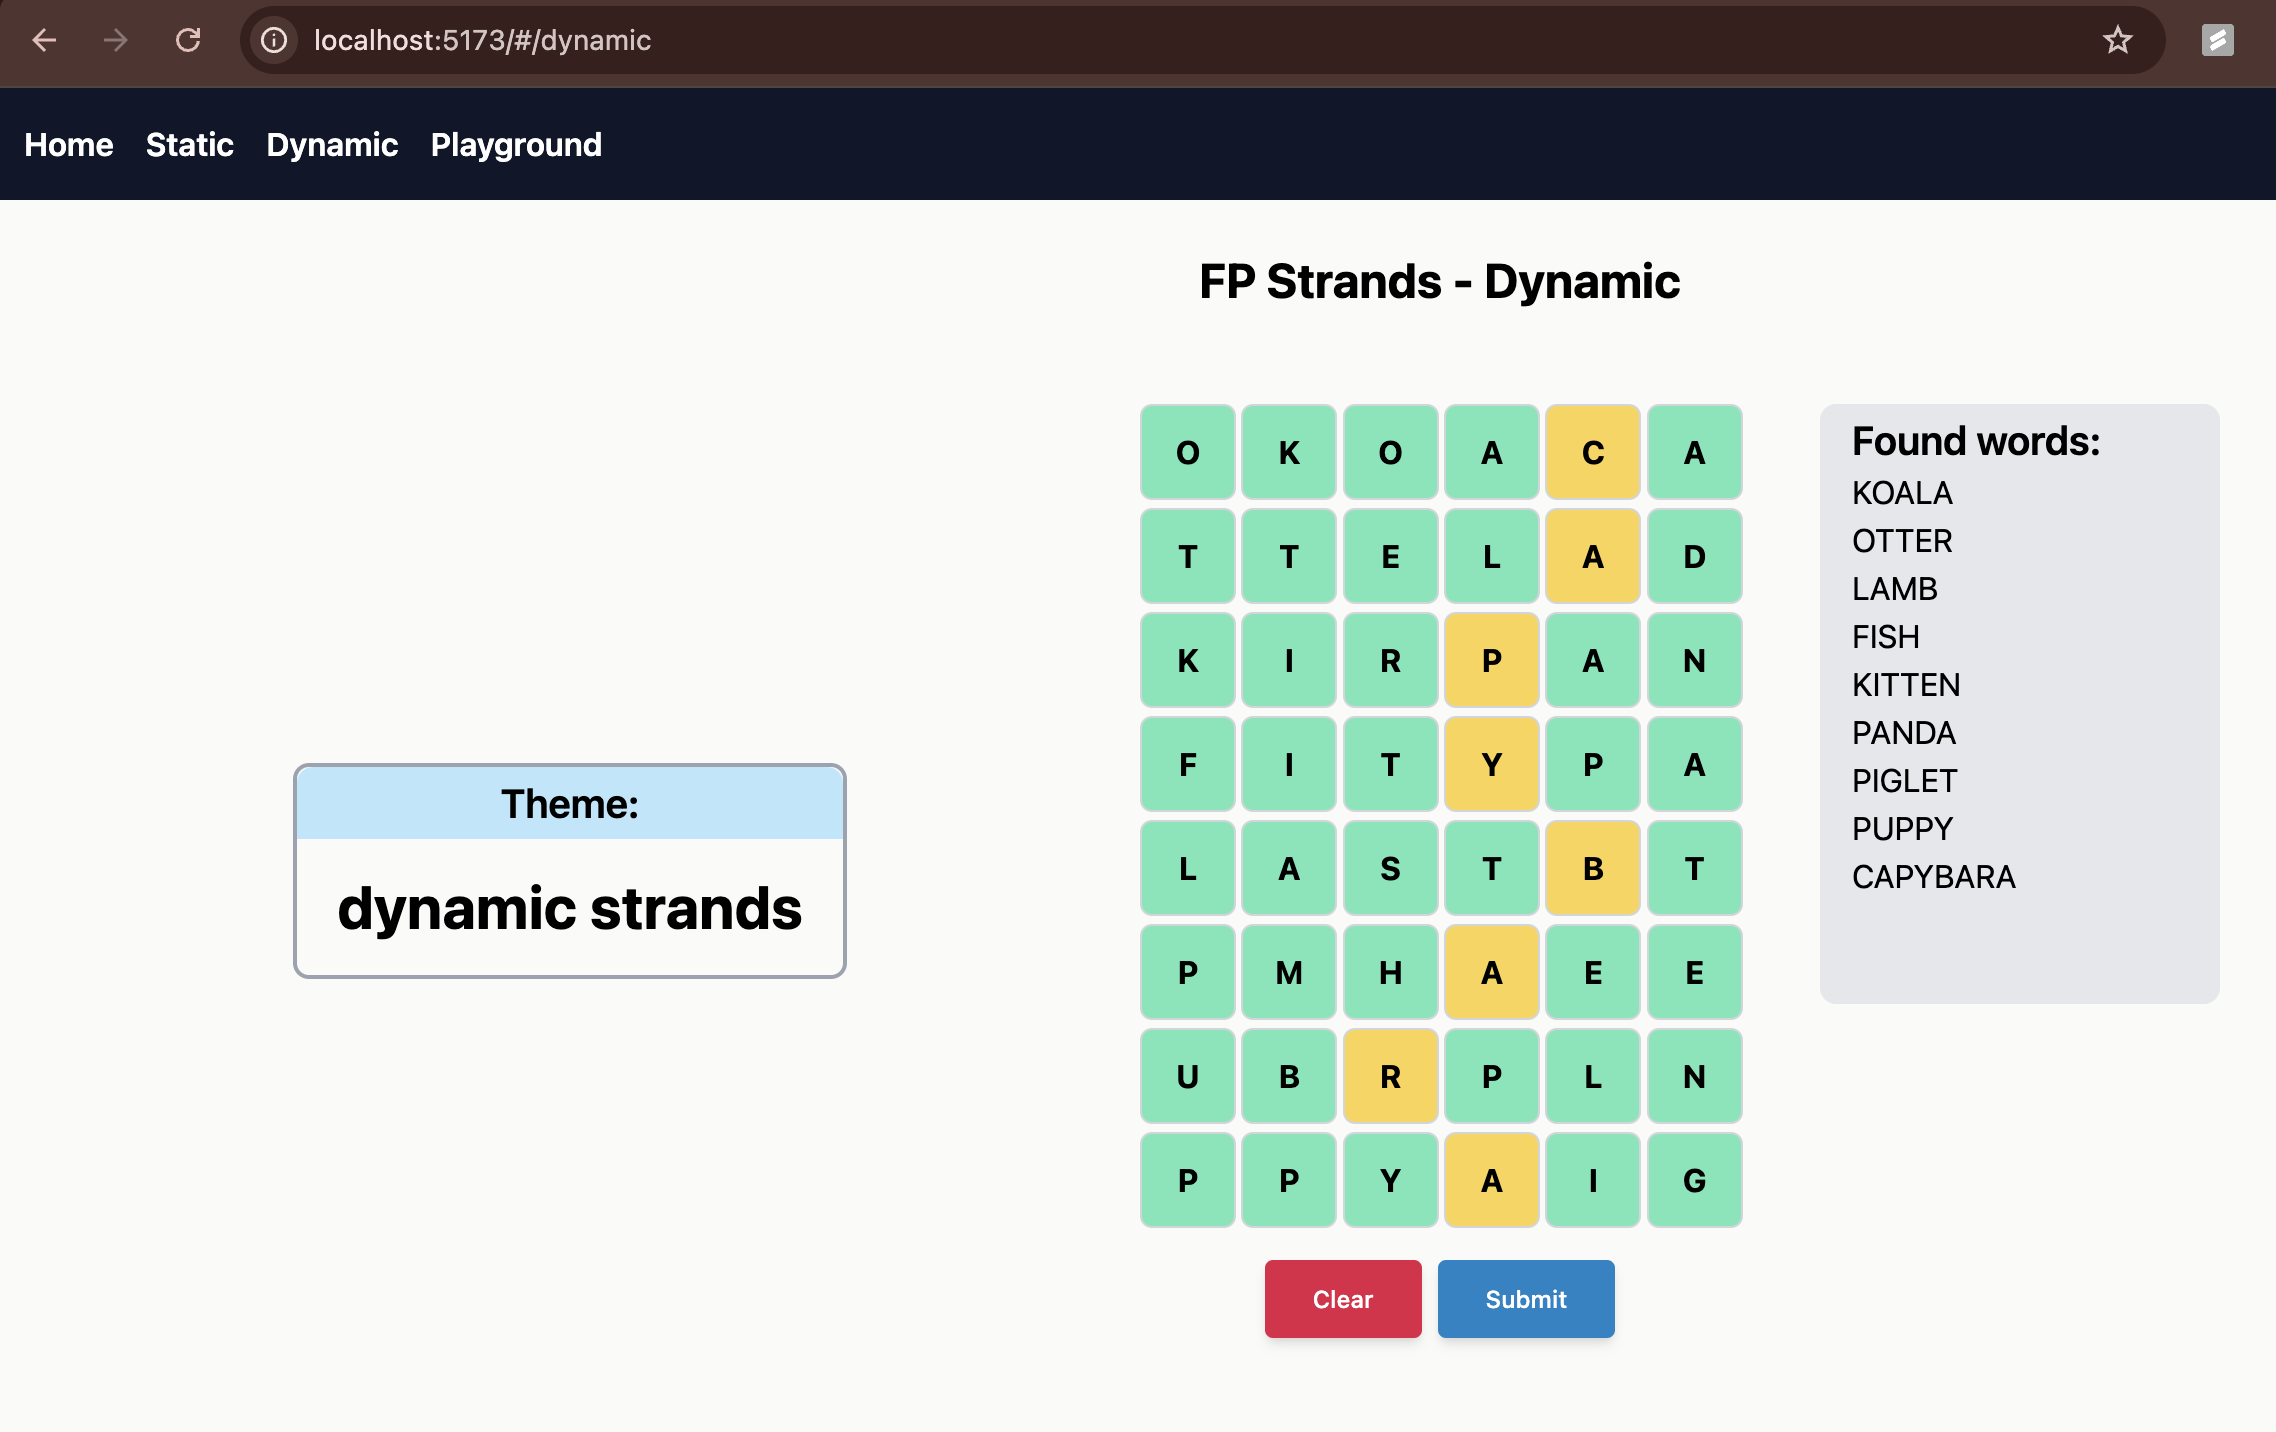 localhost:5173/#/dynamic
Home Static Dynamic Playground
FP Strands - Dynamic
Theme:
dynamic strands
O K O A C A
T T E L A D
K I R P A N
F I T Y P A
L A S T B T
P M H A E E
U B R P L N
P P Y A I G
Clear Submit
Found words:
KOALA
OTTER
LAMB
FISH
KITTEN
PANDA
PIGLET
PUPPY
CAPYBARA